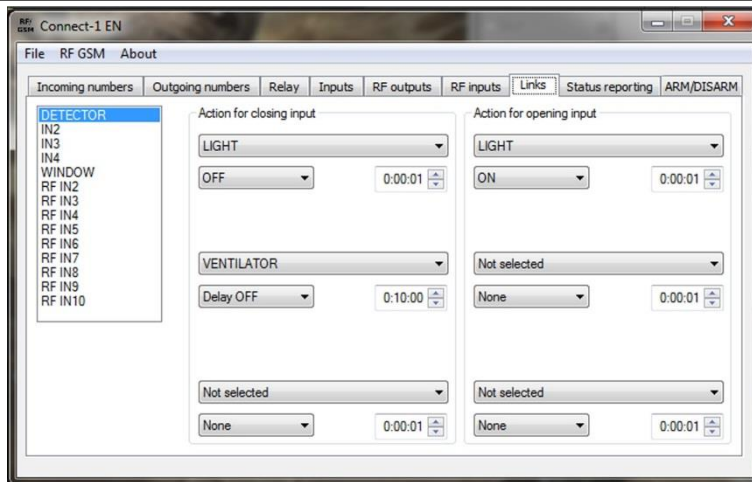 RF/
GSM Connect-1 EN
File RF GSM About
Incoming numbers Outgoing numbers Relay Inputs RF outputs RF inputs Links Status reporting ARM/DISARM
DETECTOR
IN2
IN3
IN4
WINDOW
RF IN2
RF IN3
RF IN4
RF IN5
RF IN6
RF IN7
RF IN8
RF IN9
RF IN10
Action for closing input
LIGHT
OFF 0:00:01
VENTILATOR
Delay OFF 0:10:00
Not selected
None 0:00:01
Action for opening input
LIGHT
ON 0:00:01
Not selected
None 0:00:01
Not selected
None 0:00:01